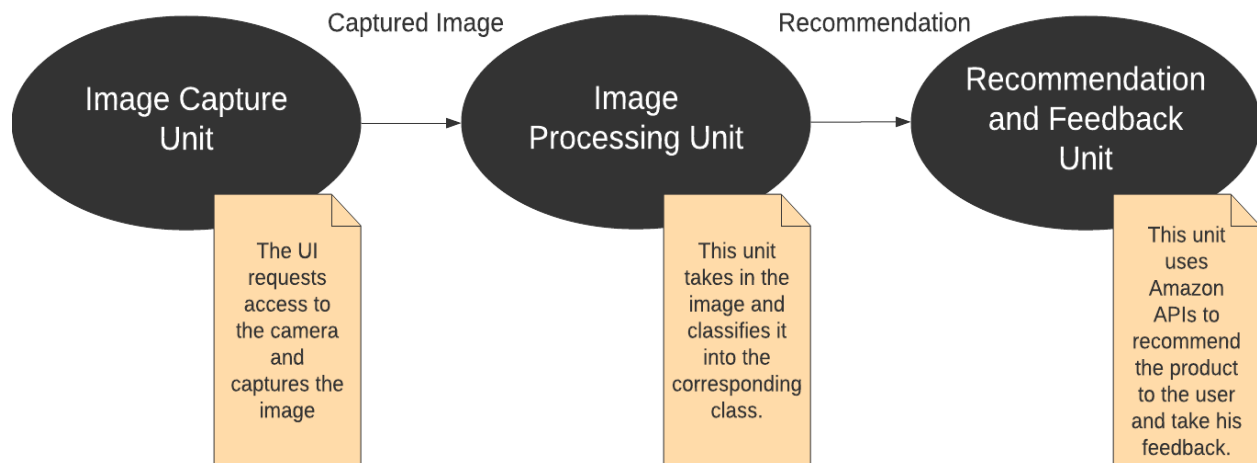 Captured Image
Recommendation
Image Capture
Unit
Image
Processing Unit
Recommendation
and Feedback
Unit
The UI
requests
access to
the camera
and
captures the
image
This unit
takes in the
image and
classifies it
into the
corresponding
class.
This unit
uses
Amazon
APIs to
recommend
the product
to the user
and take his
feedback.